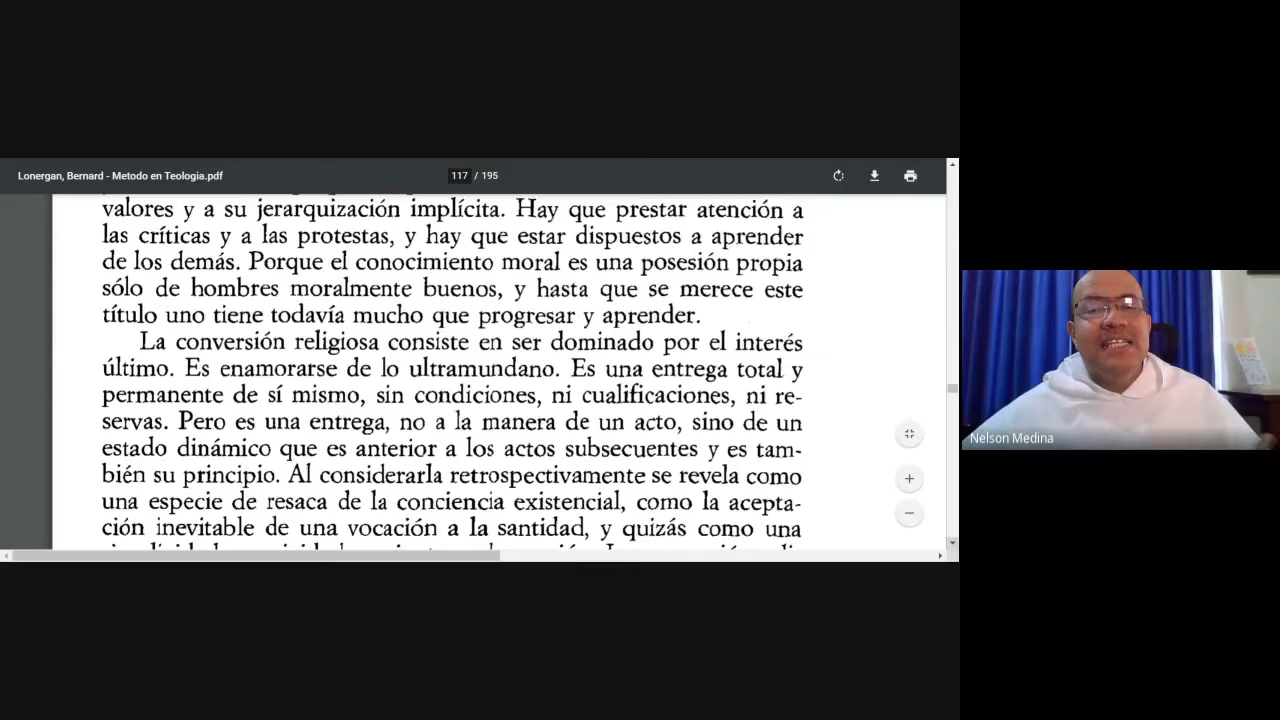 Lonergan, Bernard - Metodo en Teologia.pdf
117 / 195
valores y a su jerarquización implícita. Hay que prestar atención a
las críticas y a las protestas, y hay que estar dispuestos a aprender
de los demás. Porque el conocimiento moral es una posesión propia
sólo de hombres moralmente buenos, y hasta que se merece este
título uno tiene todavía mucho que progresar y aprender.
La conversión religiosa consiste en ser dominado por el interés
último. Es enamorarse de lo ultramundano. Es una entrega total y
permanente de sí mismo, sin condiciones, ni cualificaciones, ni re-
servas. Pero es una entrega, no a la manera de un acto, sino de un
estado dinámico que es anterior a los actos subsecuentes y es tam-
bién su principio. Al considerarla retrospectivamente se revela como
una especie de resaca de la conciencia existencial, como la acepta-
ción inevitable de una vocación a la santidad, y quizás como una
Nelson Medina